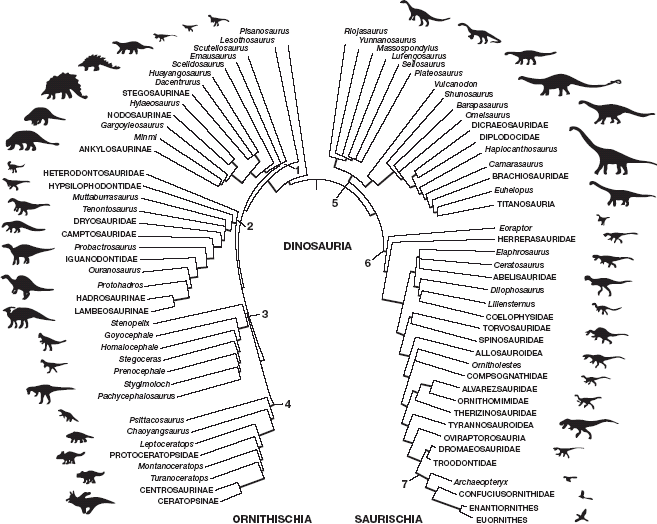 Pisanosaurus
Lesothosaurus
Scutellosaurus
Emausaurus
Scelidosaurus
Huayangosaurus
Dacentrurus
STEGOSAURINAE
Hylaeosaurus
NODOSAURINAE
Gargoyleosaurus
Minmi
ANKYLOSAURINAE
HETERODONTOSAURIDAE
HYPSILOPHODONTIDAE
Muttaburrasaurus
Tenontosaurus
DRYOSAURIDAE
CAMPTOSAURIDAE
Probactrosaurus
IGUANODONTIDAE
Ouranosaurus
Protohadros
HADROSAURINAE
LAMBEOSAURINAE
Stenopelix
Goyocephale
Homalocephale
Stegoceras
Prenocephale
Stygimoloch
Pachycephalosaurus
Psittacosaurus
Chaoyangsaurus
Leptoceratops
PROTOCERATOPSIDAE
Montanoceratops
Turanoceratops
CENTROSAURINAE
CERATOPSINAE
1
2
3
4
DINOSAURIA
5
6
7
Riojasaurus
Yunnanosaurus
Massospondylus
Lufengosaurus
Sellosaurus
Plateosaurus
Vulcanodon
Shunosaurus
Barapasaurus
Omeisaurus
DICRAEOSAURIDAE
DIPLODOCIDAE
Haplocanthosaurus
Camarasaurus
BRACHIOSAURIDAE
Euhelopus
TITANOSAURIA
Eoraptor
HERRERASAURIDAE
Elaphrosaurus
Ceratosaurus
ABELISAURIDAE
Dilophosaurus
Liliensternus
COELOPHYSIDAE
TORVOSAURIDAE
SPINOSAURIDAE
ALLOSAUROIDEA
Ornitholestes
COMPSOGNATHIDAE
ALVAREZSAURIDAE
ORNITHOMIMIDAE
THERIZINOSAURIDAE
TYRANNOSAUROIDEA
OVIRAPTOROSAURIA
DROMAEOSAURIDAE
TROODONTIDAE
Archaeopteryx
CONFUCIUSORNITHIDAE
ENANTIORNITHES
EUORNITHES
ORNITHISCHIA
SAURISCHIA